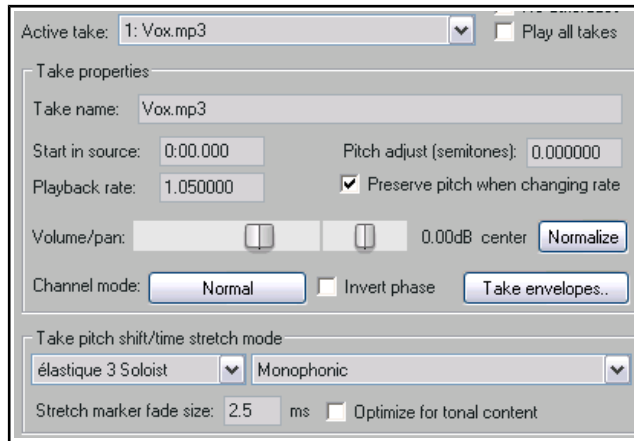 Active take: 1: Vox.mp3 Play all takes
Take properties
Take name: Vox.mp3
Start in source: 0:00.000 Pitch adjust (semitones): 0.000000
Playback rate: 1.050000 Preserve pitch when changing rate
Volume/pan: 0.00dB center Normalize
Channel mode: Normal Invert phase Take envelopes..
Take pitch shift/time stretch mode
élastique 3 Soloist Monophonic
Stretch marker fade size: 2.5 ms Optimize for tonal content